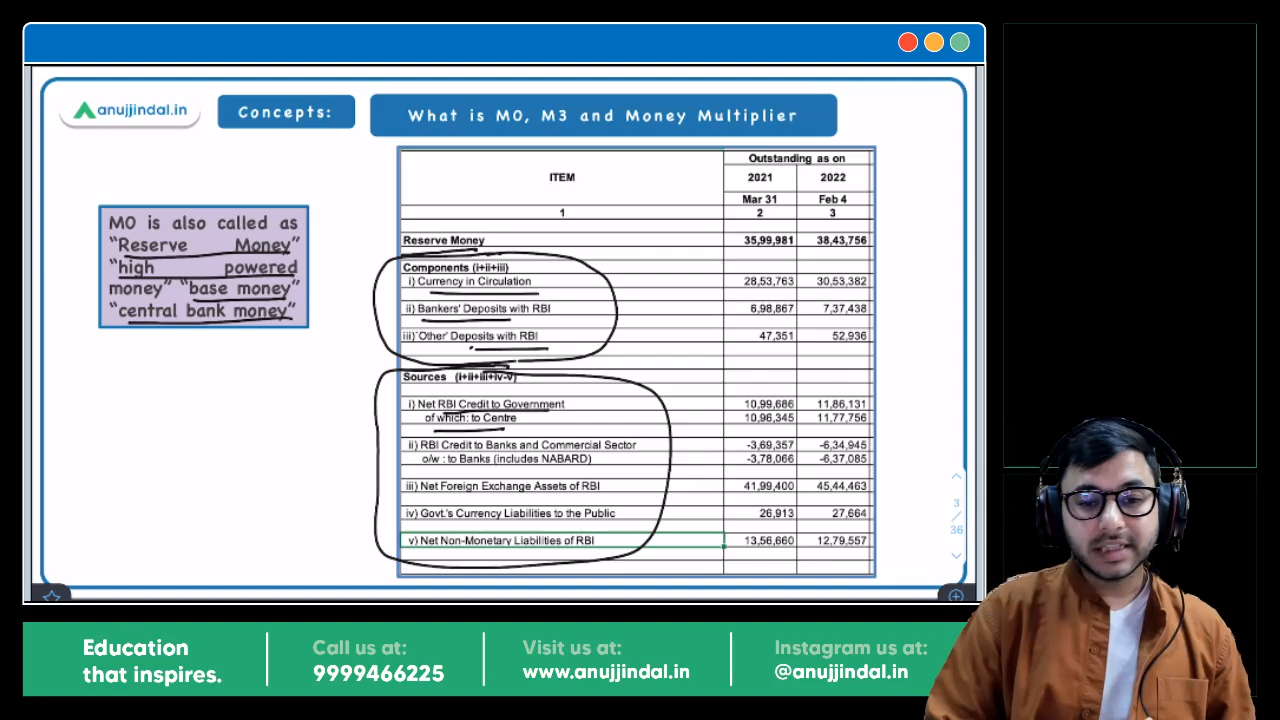 anujjindal.in
Concepts:
What is M0, M3 and Money Multiplier
M0 is also called as
“Reserve Money”
“high powered
money” “base money”
“central bank money”
ITEM
Outstanding as on
2021 2022
Mar 31 Feb 4
1 2 3
Reserve Money 35,99,981 38,43,756
Components (i+ii+iii)
i) Currency in Circulation 28,53,763 30,53,382
ii) Bankers' Deposits with RBI 6,98,867 7,37,438
iii)'Other' Deposits with RBI 47,351 52,936
Sources (i+ii+iii+iv-v)
i) Net RBI Credit to Government 10,99,686 11,86,131
of which: to Centre 10,96,345 11,77,756
ii) RBI Credit to Banks and Commercial Sector -3,69,357 -6,34,945
o/w : to Banks (includes NABARD) -3,78,066 -6,37,085
iii) Net Foreign Exchange Assets of RBI 41,99,400 45,44,463
iv) Govt.'s Currency Liabilities to the Public 26,913 27,664
v) Net Non-Monetary Liabilities of RBI 13,56,660 12,79,557
3
/
36
Education
that inspires.
Call us at:
9999466225
Visit us at:
www.anujjindal.in
Instagram us at:
@anujjindal.in